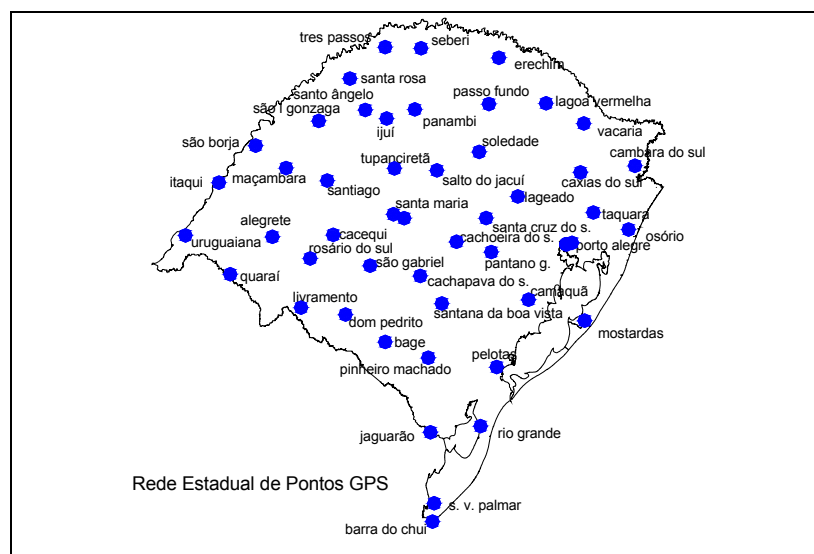 tres passos
seberi
erechim
santa rosa
santo ângelo
passo fundo
lagoa vermelha
são l gonzaga
ijuí
panambi
vacaria
são borja
soledade
cambara do sul
tupanciretã
maçambara
itaqui
santiago
salto do jacuí
caxias do sul
lageado
santa maria
alegrete
santa cruz do s.
taquara
osório
uruguaiana
cacequi
cachoeira do s.
porto alegre
rosário do sul
são gabriel
pantano g.
quaraí
cachapava do s.
livramento
camaquã
santana da boa vista
dom pedrito
mostardas
bage
pelotas
pinheiro machado
jaguarão
rio grande
Rede Estadual de Pontos GPS
s. v. palmar
barra do chui